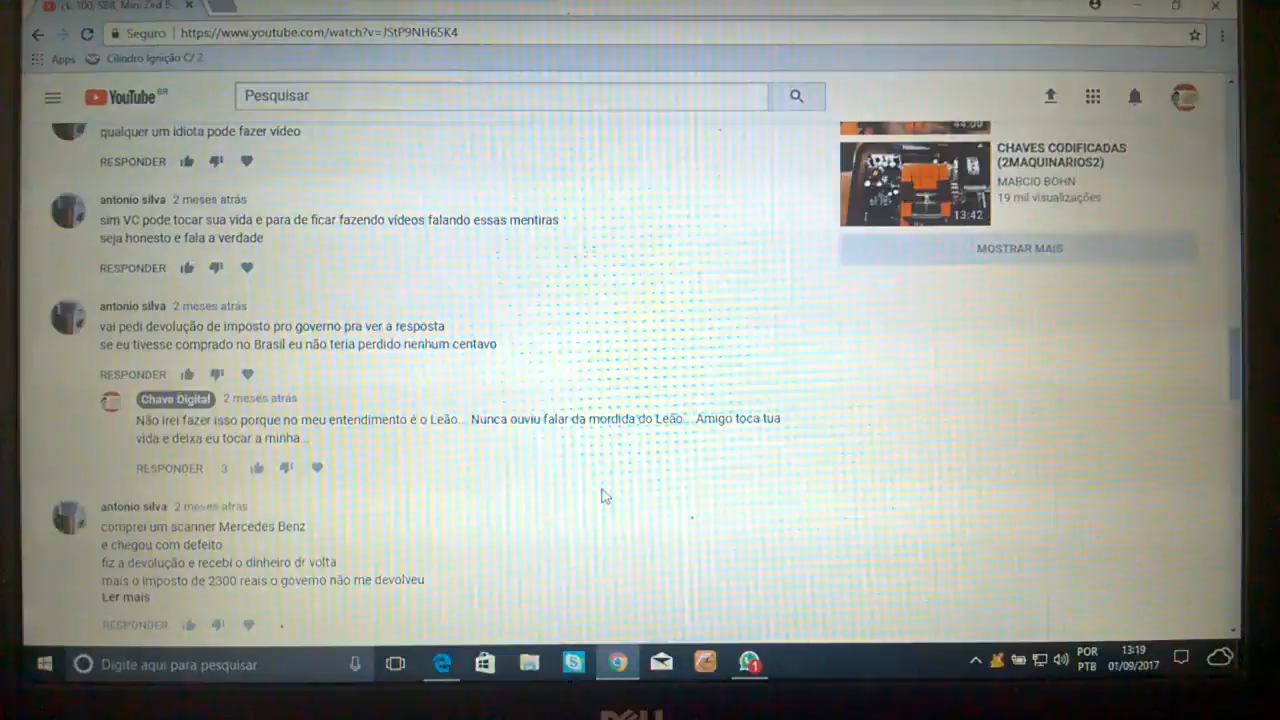 Seguro
https://www.youtube.com/watch?v=JStP9NH65K4
Apps
Cilindro Ignição C/ 2
YouTube BR
Pesquisar
qualquer um idiota pode fazer vídeo
RESPONDER
antonio silva 2 meses atrás
sim VC pode tocar sua vida e para de ficar fazendo vídeos falando essas mentiras
seja honesto e fala a verdade
RESPONDER
antonio silva 2 meses atrás
vai pedi devolução de imposto pro governo pra ver a resposta
se eu tivesse comprado no Brasil eu não teria perdido nenhum centavo
RESPONDER
Chave Digital 2 meses atrás
Não irei fazer isso porque no meu entendimento é o Leão... Nunca ouviu falar da mordida do Leão... Amigo toca tua
vida e deixa eu tocar a minha...
RESPONDER 3
antonio silva 2 meses atrás
comprei um scanner Mercedes Benz
e chegou com defeito
fiz a devolução e recebi o dinheiro dr volta
mais o imposto de 2300 reais o governo não me devolveu
Ler mais
RESPONDER
44:00
CHAVES CODIFICADAS
(2MAQUINARIOS2)
MARCIO BOHN
19 mil visualizações
13:42
MOSTRAR MAIS
Digite aqui para pesquisar
1
POR
PTB
13:19
01/09/2017
DELL